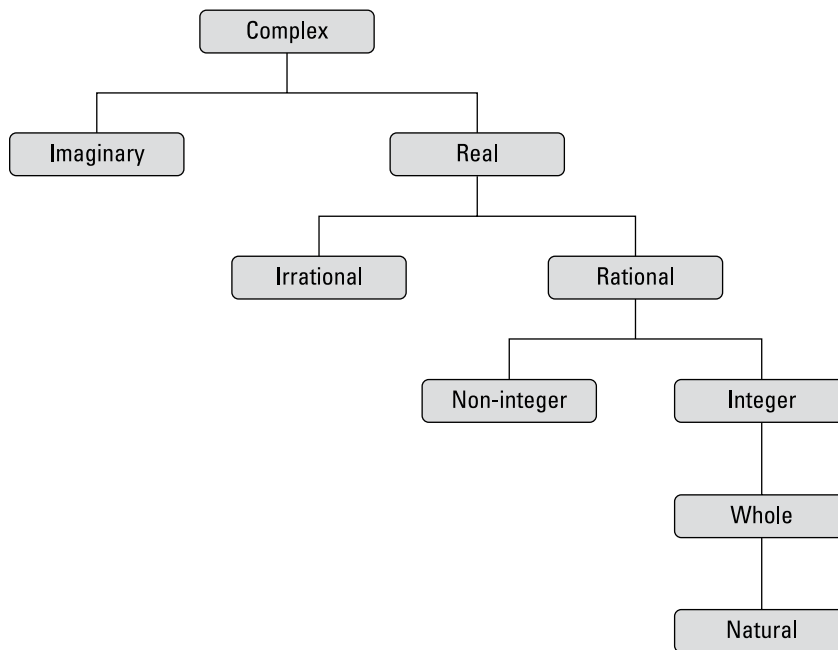 Complex
Imaginary
Real
Irrational
Rational
Non-integer
Integer
Whole
Natural